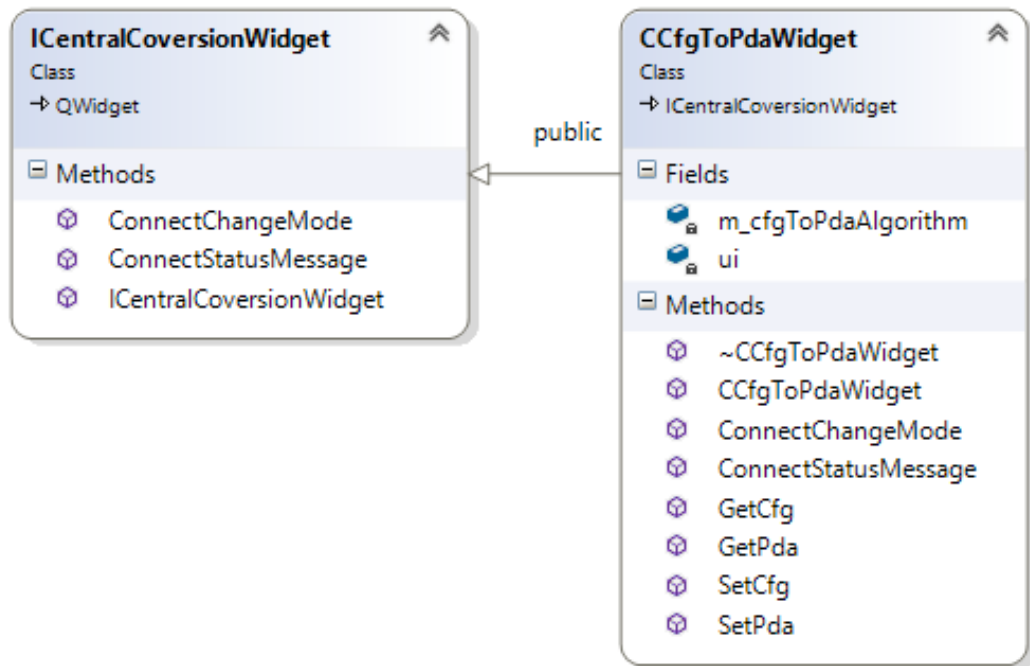 ICentralCoversionWidget
Class
QWidget
Methods
ConnectChangeMode
ConnectStatusMessage
ICentralCoversionWidget
public
CCfgToPdaWidget
Class
ICentralCoversionWidget
Fields
m_cfgToPdaAlgorithm
ui
Methods
~CCfgToPdaWidget
CCfgToPdaWidget
ConnectChangeMode
ConnectStatusMessage
GetCfg
GetPda
SetCfg
SetPda